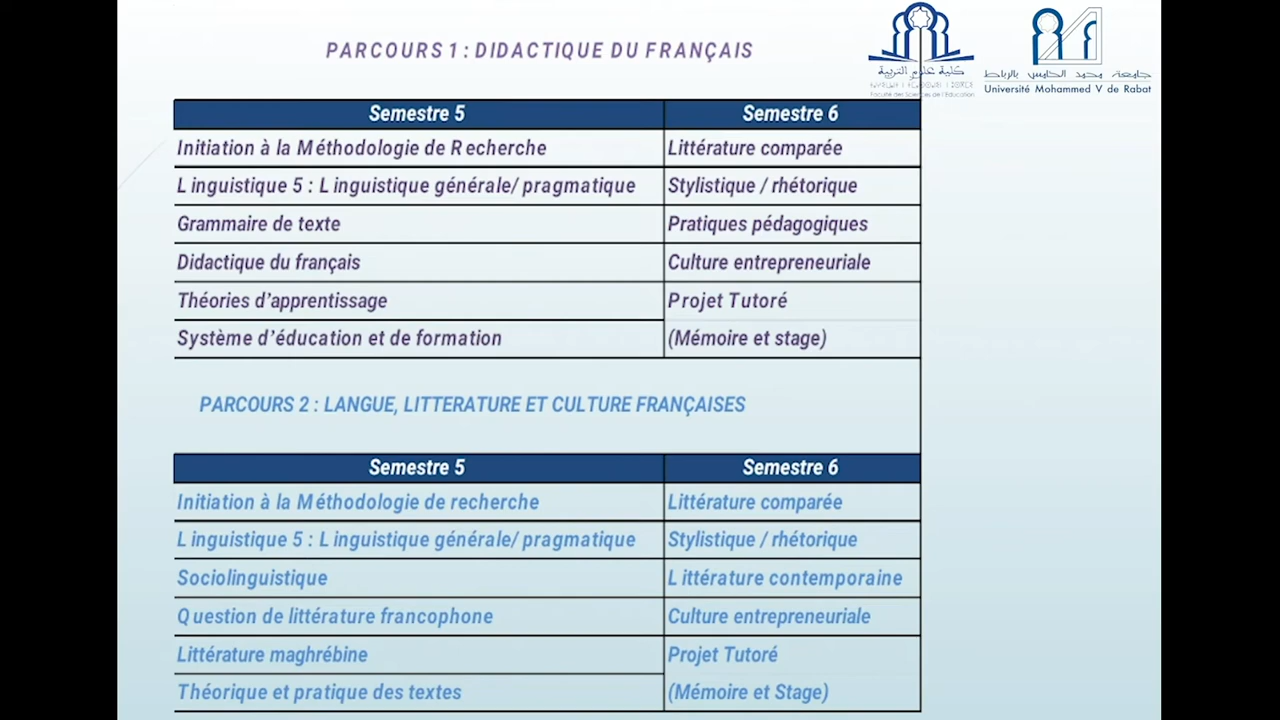 PARCOURS 1 : DIDACTIQUE DU FRANÇAIS
كلية علوم التربية
Faculté des Sciences de l'Education
جامعة محمد الخامس بالرباط
Université Mohammed V de Rabat
Semestre 5 Semestre 6
Initiation à la Méthodologie de Recherche Littérature comparée
Linguistique 5 : Linguistique générale/ pragmatique Stylistique / rhétorique
Grammaire de texte Pratiques pédagogiques
Didactique du français Culture entrepreneuriale
Théories d'apprentissage Projet Tutoré
Système d'éducation et de formation (Mémoire et stage)
PARCOURS 2 : LANGUE, LITTERATURE ET CULTURE FRANÇAISES
Semestre 5 Semestre 6
Initiation à la Méthodologie de recherche Littérature comparée
Linguistique 5 : Linguistique générale/ pragmatique Stylistique / rhétorique
Sociolinguistique Littérature contemporaine
Question de littérature francophone Culture entrepreneuriale
Littérature maghrébine Projet Tutoré
Théorique et pratique des textes (Mémoire et Stage)